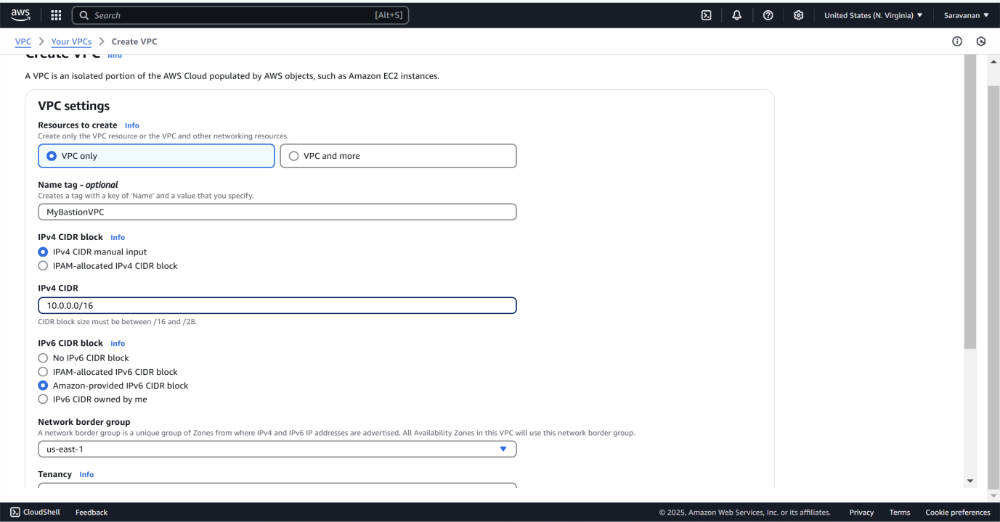 aws
Search [Alt+S]
United States (N. Virginia) ▼
Saravanan ▼
VPC > Your VPCs > Create VPC
Create VPC Info
A VPC is an isolated portion of the AWS Cloud populated by AWS objects, such as Amazon EC2 instances.
VPC settings
Resources to create Info
Create only the VPC resource or the VPC and other networking resources.
VPC only
VPC and more
Name tag - optional
Creates a tag with a key of 'Name' and a value that you specify.
MyBastionVPC
IPv4 CIDR block Info
IPv4 CIDR manual input
IPAM-allocated IPv4 CIDR block
IPv4 CIDR
10.0.0.0/16
CIDR block size must be between /16 and /28.
IPv6 CIDR block Info
No IPv6 CIDR block
IPAM-allocated IPv6 CIDR block
Amazon-provided IPv6 CIDR block
IPv6 CIDR owned by me
Network border group
A network border group is a unique group of Zones from where IPv4 and IPv6 IP addresses are advertised. All Availability Zones in this VPC will use this network border group.
us-east-1
Tenancy Info
CloudShell Feedback
© 2025, Amazon Web Services, Inc. or its affiliates. Privacy Terms Cookie preferences